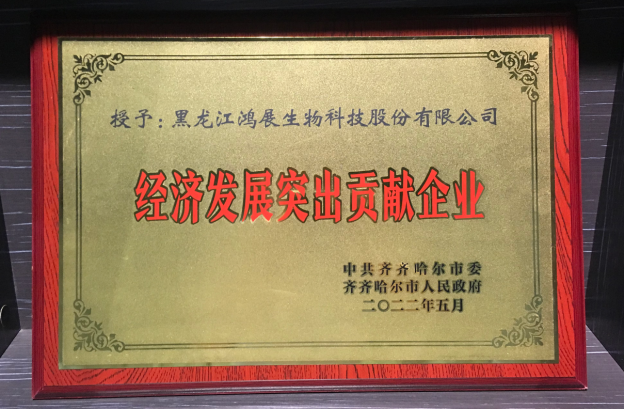 授予：黑龙江鸿展生物科技股份有限公司
经济发展突出贡献企业
中共齐齐哈尔市委
齐齐哈尔市人民政府
二〇二二年五月